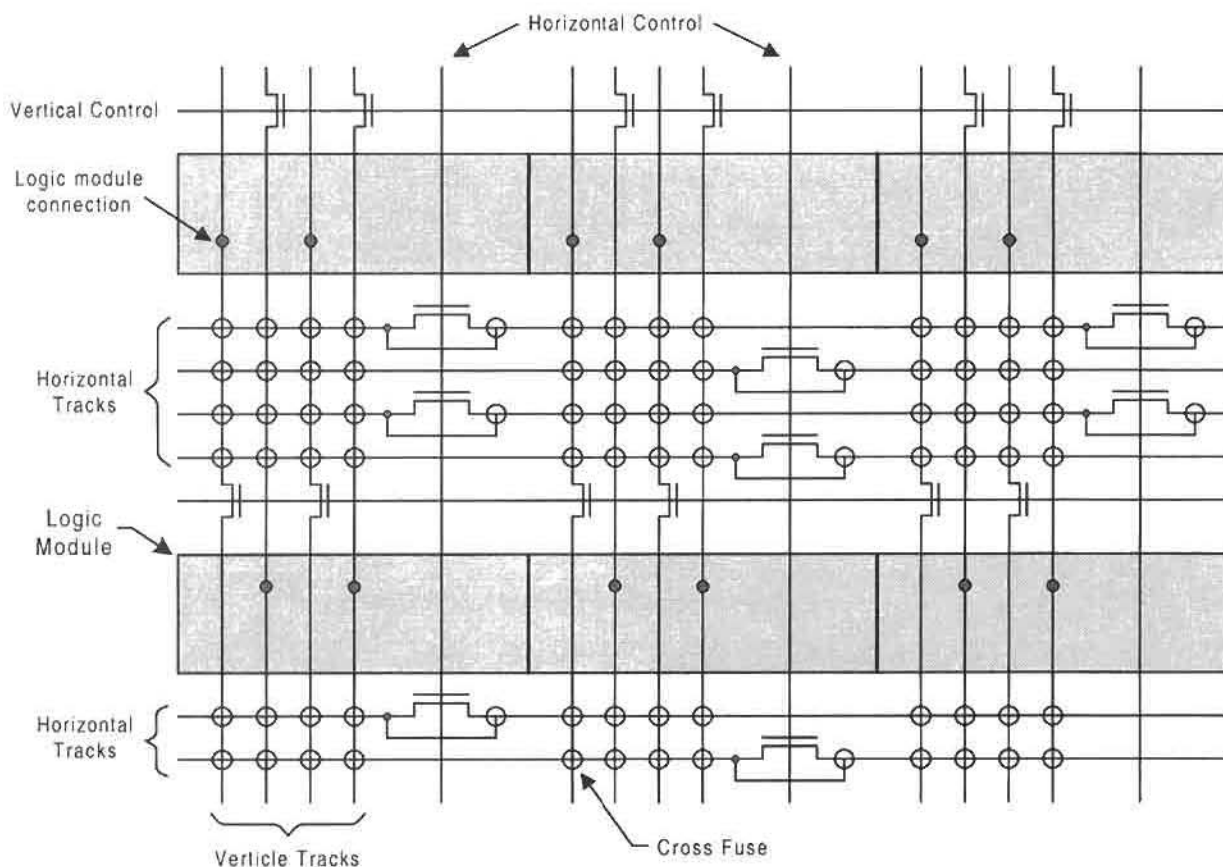 Horizontal Control
Vertical Control
Logic module
connection
Horizontal
Tracks
Logic
Module
Horizontal
Tracks
Cross Fuse
Verticle Tracks